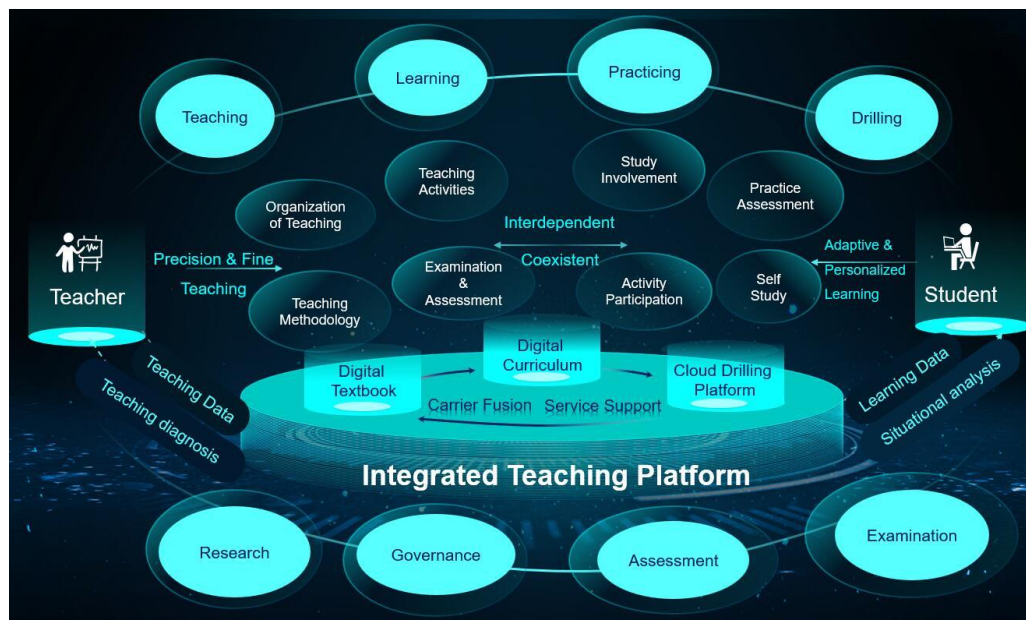 Teaching
Learning
Practicing
Drilling
Teaching
Activities
Study
Involvement
Organization
of Teaching
Practice
Assessment
Interdependent
Coexistent
Precision & Fine
Teaching
Adaptive &
Personalized
Learning
Teacher
Student
Teaching
Methodology
Examination
&
Assessment
Activity
Participation
Self
Study
Digital
Textbook
Digital
Curriculum
Cloud Drilling
Platform
Carrier Fusion
Service Support
Teaching Data
Teaching diagnosis
Learning Data
Situational analysis
Integrated Teaching Platform
Research
Governance
Assessment
Examination